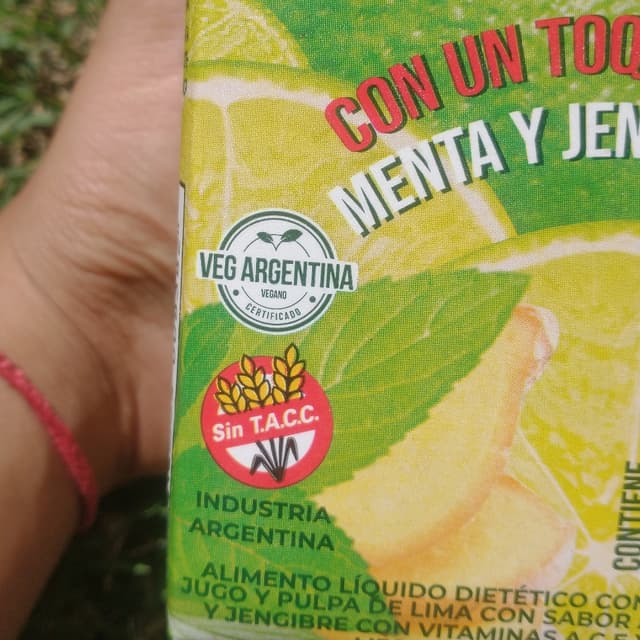 CON UN TOQ
MENTA Y JEN
VEG ARGENTINA
VEGANO
CERTIFICADO
Sin T.A.C.C.
INDUSTRIA
ARGENTINA
CONTIENE
ALIMENTO LÍQUIDO DIETÉTICO CON
JUGO Y PULPA DE LIMA CON SABOR
Y JENGIBRE CON VITAMINAS